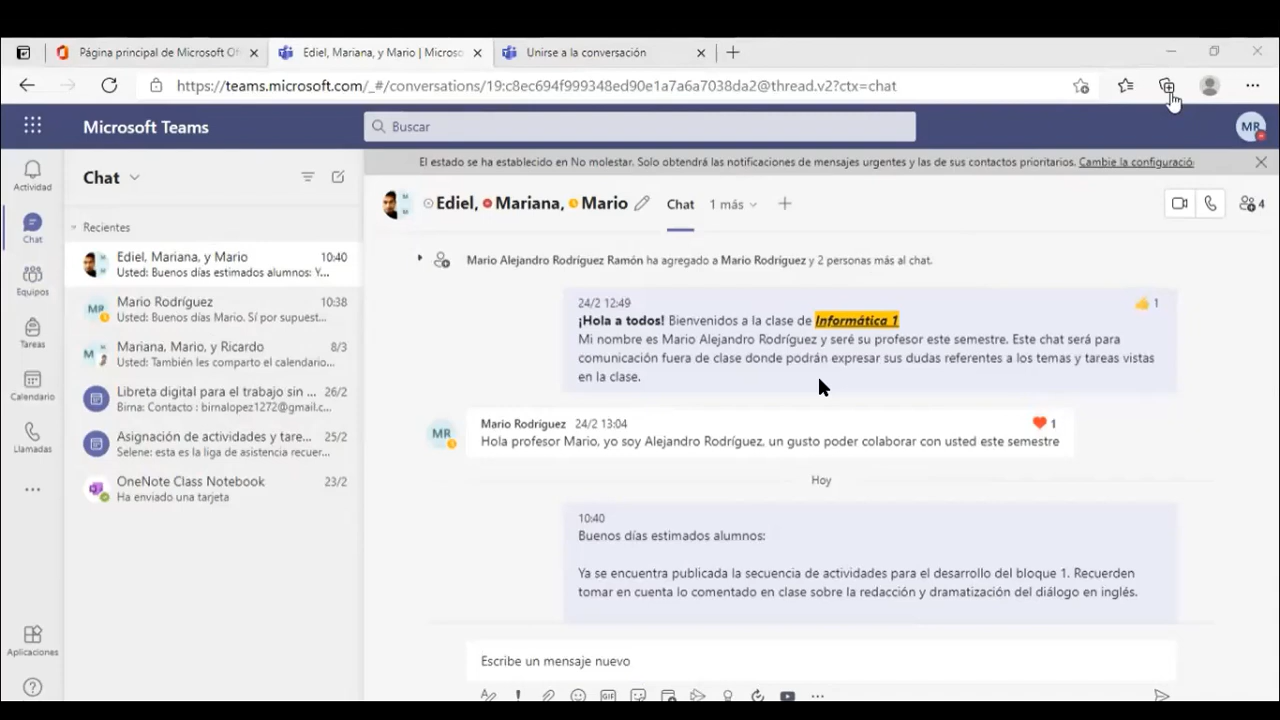 Página principal de Microsoft Of
Ediel, Mariana, y Mario | Microso
Unirse a la conversación
https://teams.microsoft.com/_#/conversations/19:c8ec694f999348ed90e1a7a6a7038da2@thread.v2?ctx=chat
Microsoft Teams
Buscar
MR
El estado se ha establecido en No molestar. Solo obtendrá las notificaciones de mensajes urgentes y las de sus contactos prioritarios. Cambie la configuració
Actividad
Chat
Equipos
Tareas
Calendario
Llamadas
Aplicaciones
Chat
Recientes
Ediel, Mariana, y Mario 10:40
Usted: Buenos días estimados alumnos: Y...
MR
Mario Rodríguez 10:38
Usted: Buenos días Mario. Sí por supuest...
M
Mariana, Mario, y Ricardo 8/3
Usted: También les comparto el calendario...
Libreta digital para el trabajo sin ... 26/2
Birna: Contacto : birnalopez1272@gmail.c...
Asignación de actividades y tare... 25/2
Selene: esta es la liga de asistencia recuer...
OneNote Class Notebook 23/2
Ha enviado una tarjeta
Ediel, Mariana, Mario
Chat
1 más
4
Mario Alejandro Rodríguez Ramón ha agregado a Mario Rodríguez y 2 personas más al chat.
24/2 12:49
1
¡Hola a todos! Bienvenidos a la clase de Informática 1
Mi nombre es Mario Alejandro Rodríguez y seré su profesor este semestre. Este chat será para
comunicación fuera de clase donde podrán expresar sus dudas referentes a los temas y tareas vistas
en la clase.
MR
Mario Rodríguez 24/2 13:04
1
Hola profesor Mario, yo soy Alejandro Rodríguez, un gusto poder colaborar con usted este semestre
Hoy
10:40
Buenos días estimados alumnos:
Ya se encuentra publicada la secuencia de actividades para el desarrollo del bloque 1. Recuerden
tomar en cuenta lo comentado en clase sobre la redacción y dramatización del diálogo en inglés.
Escribe un mensaje nuevo
GIF